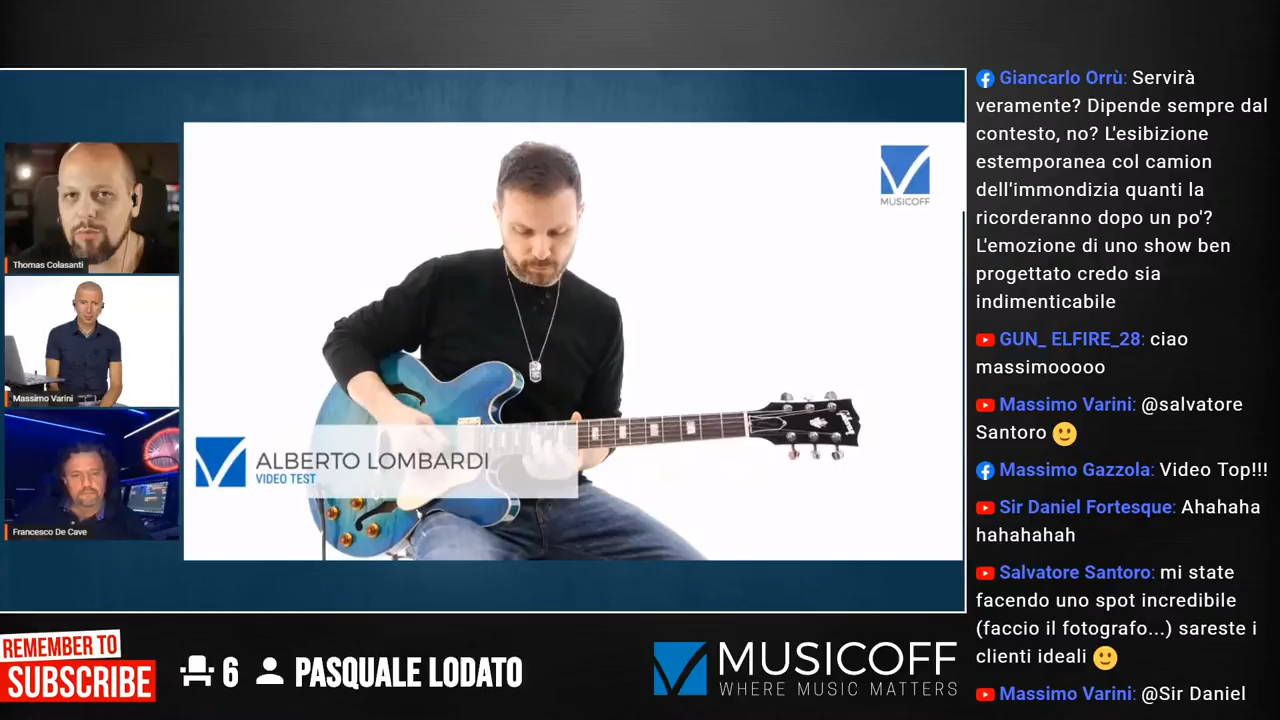 MUSICOFF
Thomas Colasanti
Massimo Varini
Francesco De Cave
ALBERTO LOMBARDI
VIDEO TEST
Giancarlo Orrù: Servirà
veramente? Dipende sempre dal
contesto, no? L'esibizione
estemporanea col camion
dell'immondizia quanti la
ricorderanno dopo un po'?
L'emozione di uno show ben
progettato credo sia
indimenticabile
GUN_ ELFIRE_28: ciao
massimooooo
Massimo Varini: @salvatore
Santoro 🙂
Massimo Gazzola: Video Top!!!
Sir Daniel Fortesque: Ahahaha
hahahahah
Salvatore Santoro: mi state
facendo uno spot incredibile
(faccio il fotografo...) sareste i
clienti ideali 🙂
Massimo Varini: @Sir Daniel
REMEMBER TO
SUBSCRIBE
6 PASQUALE LODATO
MUSICOFF
WHERE MUSIC MATTERS